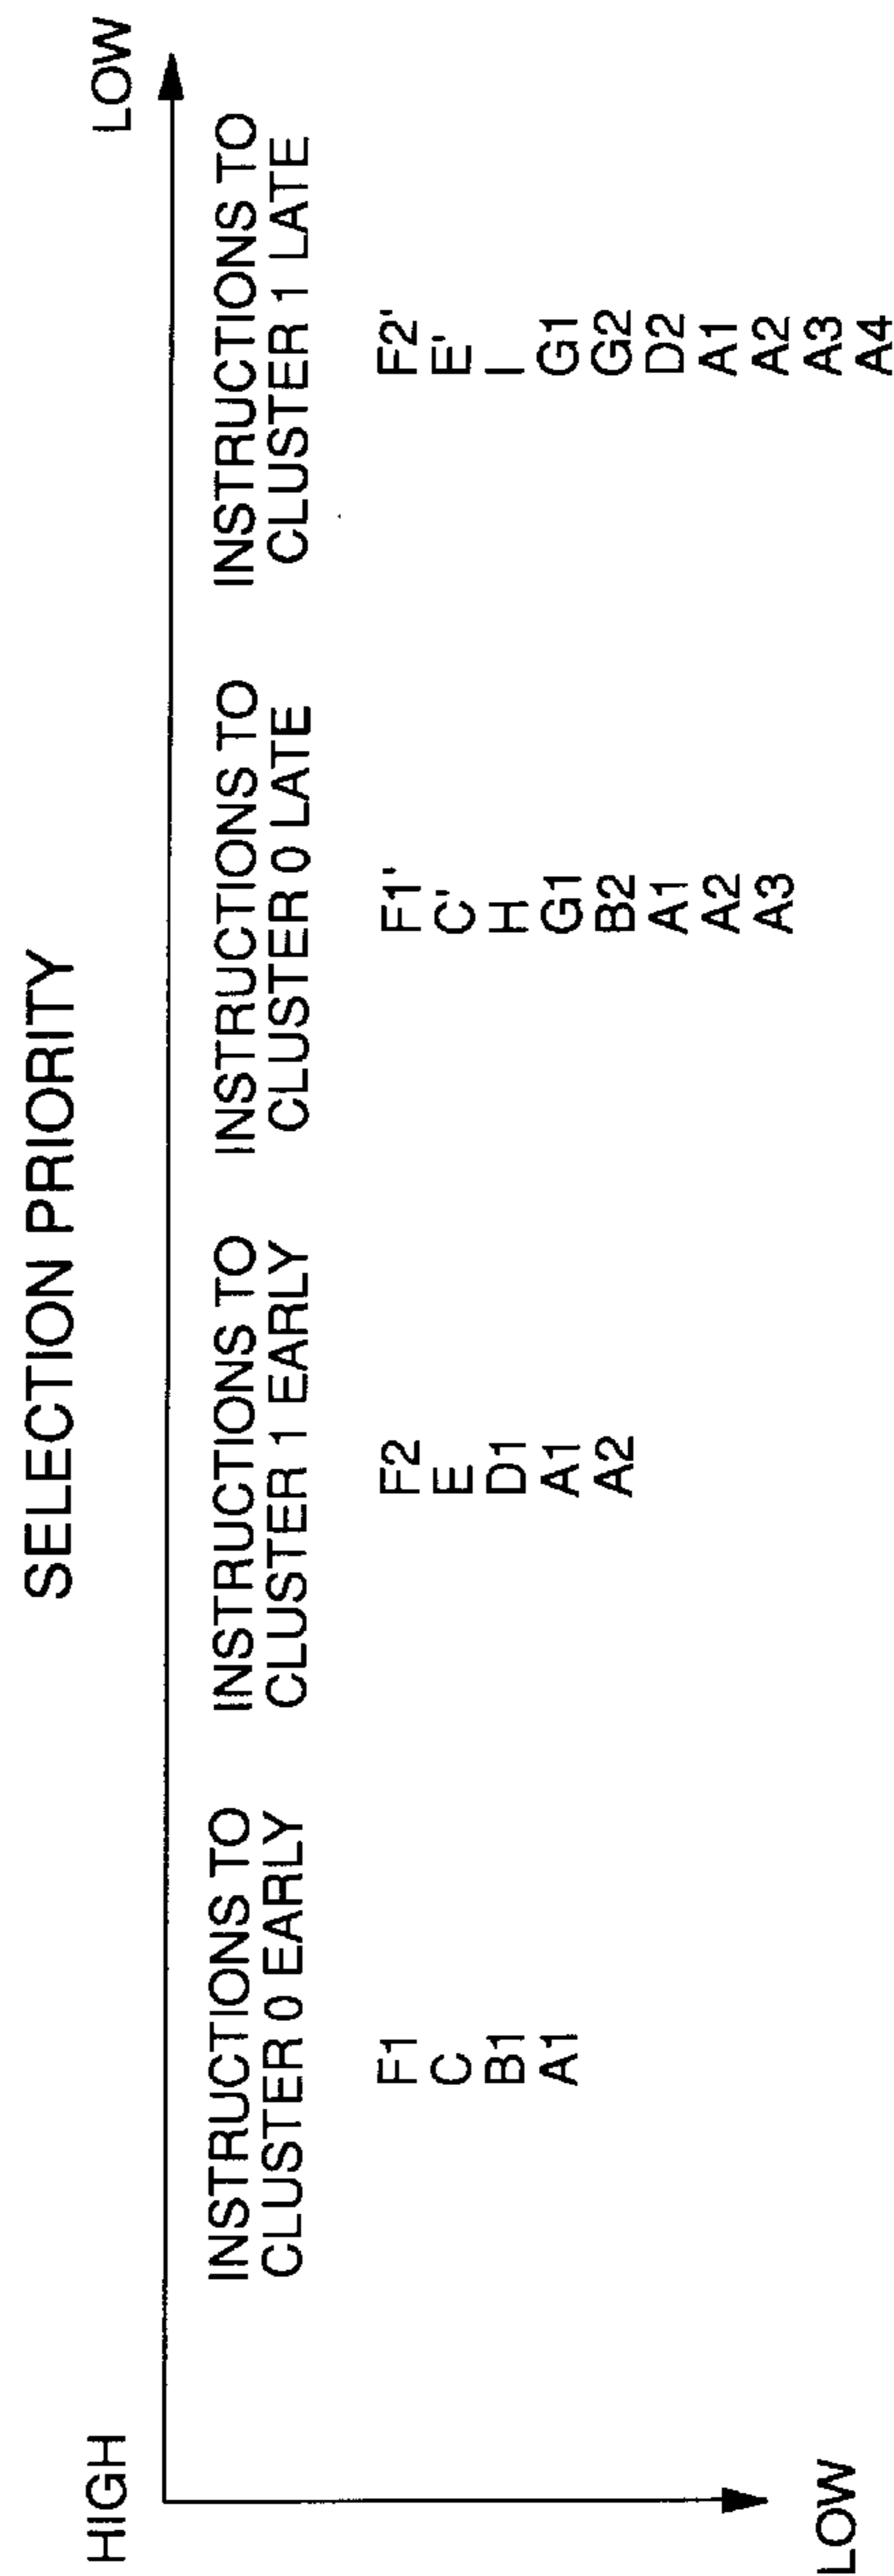 SELECTION PRIORITY
HIGH
LOW
INSTRUCTIONS TO
CLUSTER 0 EARLY
F1
C
B1
A1
INSTRUCTIONS TO
CLUSTER 1 EARLY
F2
E
D1
A1
A2
INSTRUCTIONS TO
CLUSTER 0 LATE
F1'
C'
H
G1
B2
A1
A2
A3
INSTRUCTIONS TO
CLUSTER 1 LATE
F2'
E'
I
G1
G2
D2
A1
A2
A3
A4
LOW